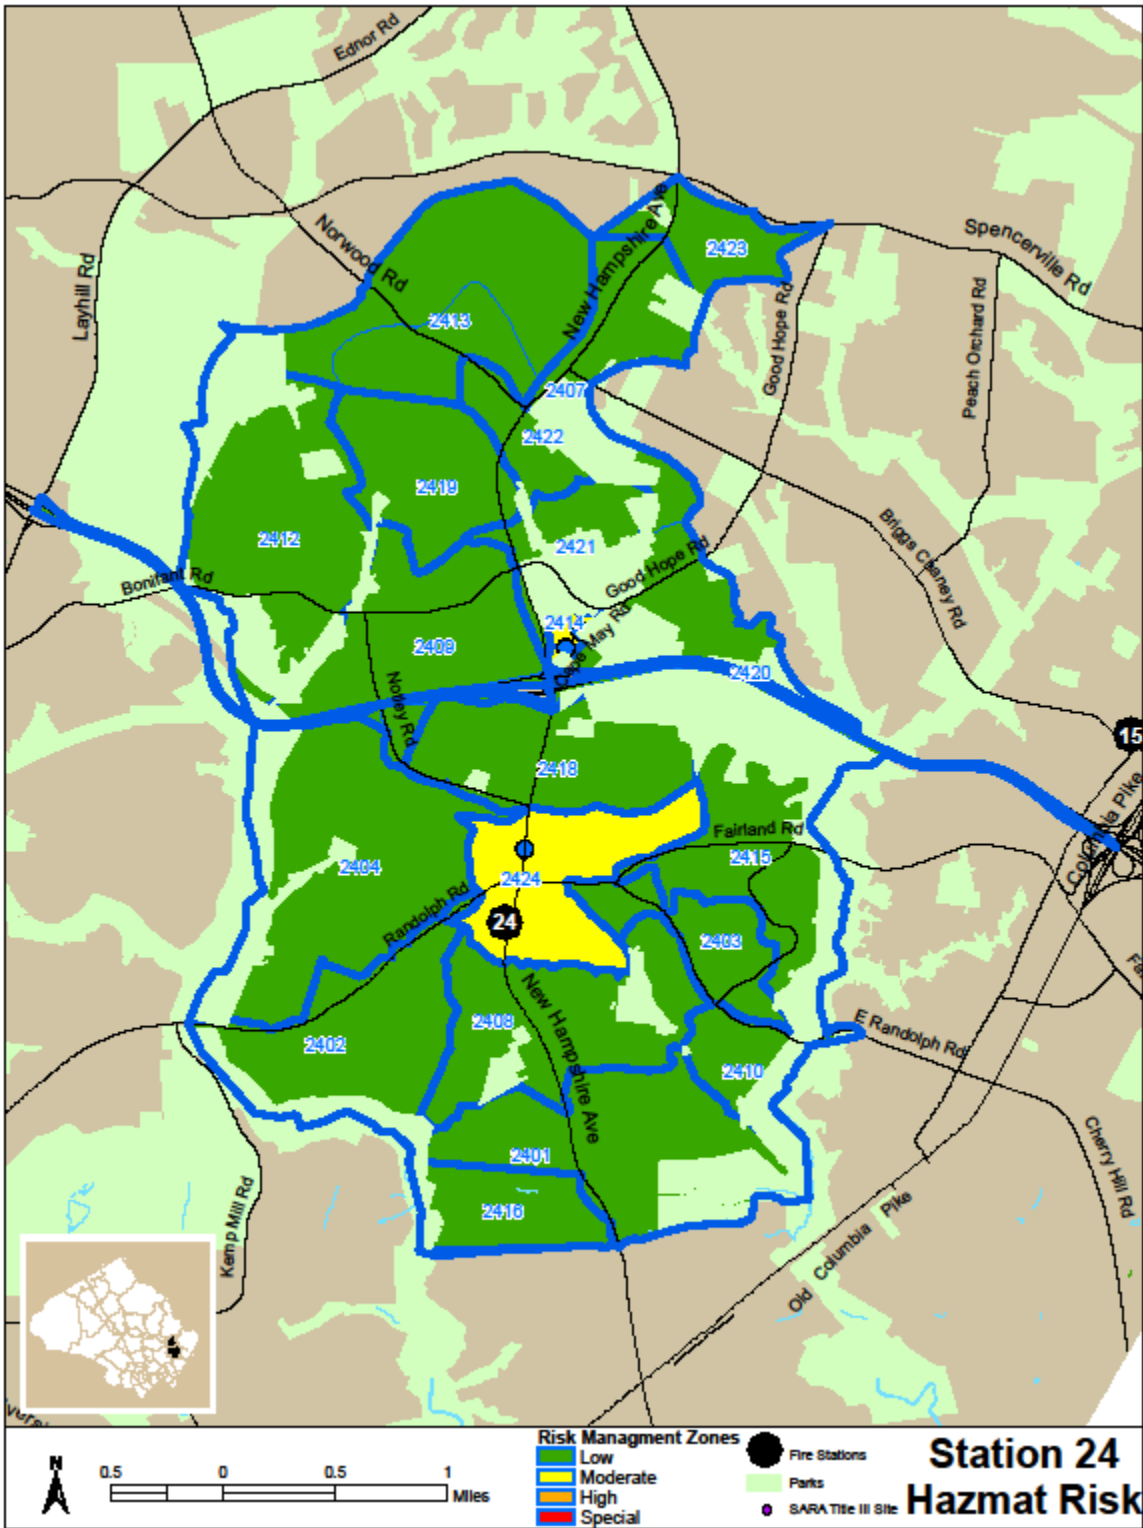 Ednor Rd
Norwood Rd
New Hampshire Ave
2423
Spencerville Rd
Layhill Rd
2413
Good Hope Rd
Peach Orchard Rd
2407
2422
2419
2412
2421
Briggs Chaney Rd
Good Hope Rd
Bonifant Rd
2414
Cape May Rd
2409
2420
Notley Rd
15
2418
Columbia Pike
Fairland Rd
2415
2404
2424
Randolph Rd
24
2403
New Hampshire Ave
2408
E Randolph Rd
2402
2410
Cherry Hill Rd
2401
Kemp Mill Rd
2416
Old Columbia Pike
N
0.5 0 0.5 1
Miles
Risk Managment Zones
Low
Moderate
High
Special
Fire Stations
Parks
SARA Title III Site
Station 24
Hazmat Risk